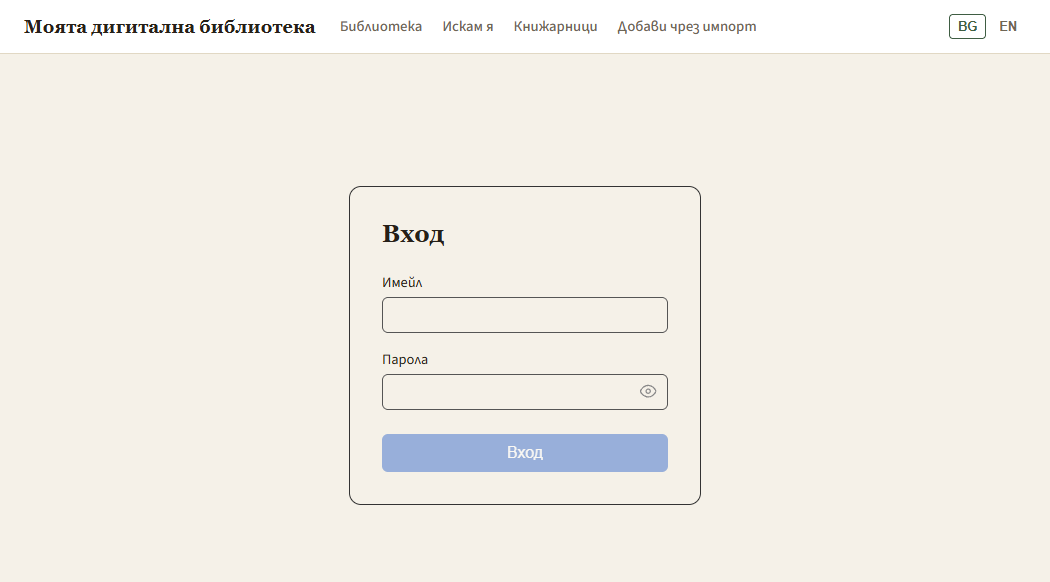 Моята дигитална библиотека Библиотека Искам я Книжарници Добави чрез импорт BG EN
Вход
Имейл
Парола
Вход